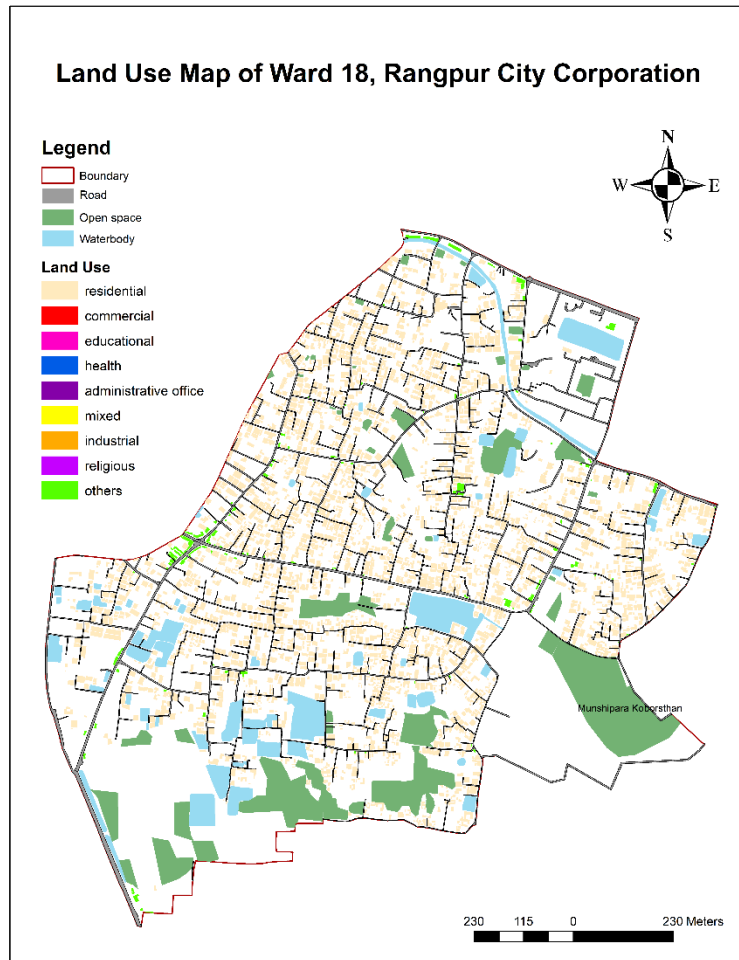 Land Use Map of Ward 18, Rangpur City Corporation
Legend
Boundary
Road
Open space
Waterbody
Land Use
residential
commercial
educational
health
administrative office
mixed
industrial
religious
others
N
W E
S
Munshipara Koborsthan
230 115 0 230 Meters